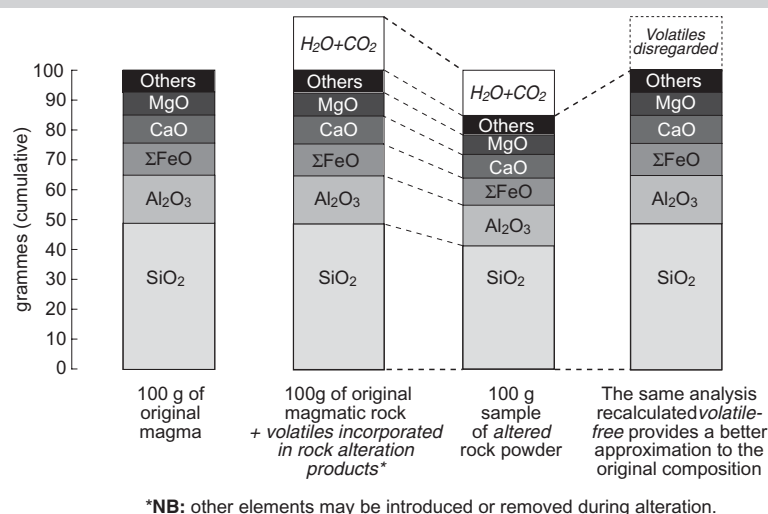 grammes (cumulative)
100
90
80
70
60
50
40
30
20
10
0
Others
MgO
CaO
ΣFeO
Al₂O₃
SiO₂
100 g of
original
magma
H₂O+CO₂
Others
MgO
CaO
ΣFeO
Al₂O₃
SiO₂
100g of original
magmatic rock
+ volatiles incorporated
in rock alteration
products*
H₂O+CO₂
Others
MgO
CaO
ΣFeO
Al₂O₃
SiO₂
100 g
sample
of altered
rock powder
Volatiles
disregarded
Others
MgO
CaO
ΣFeO
Al₂O₃
SiO₂
The same analysis
recalculatedvolatile-
free provides a better
approximation to the
original composition
*NB: other elements may be introduced or removed during alteration.